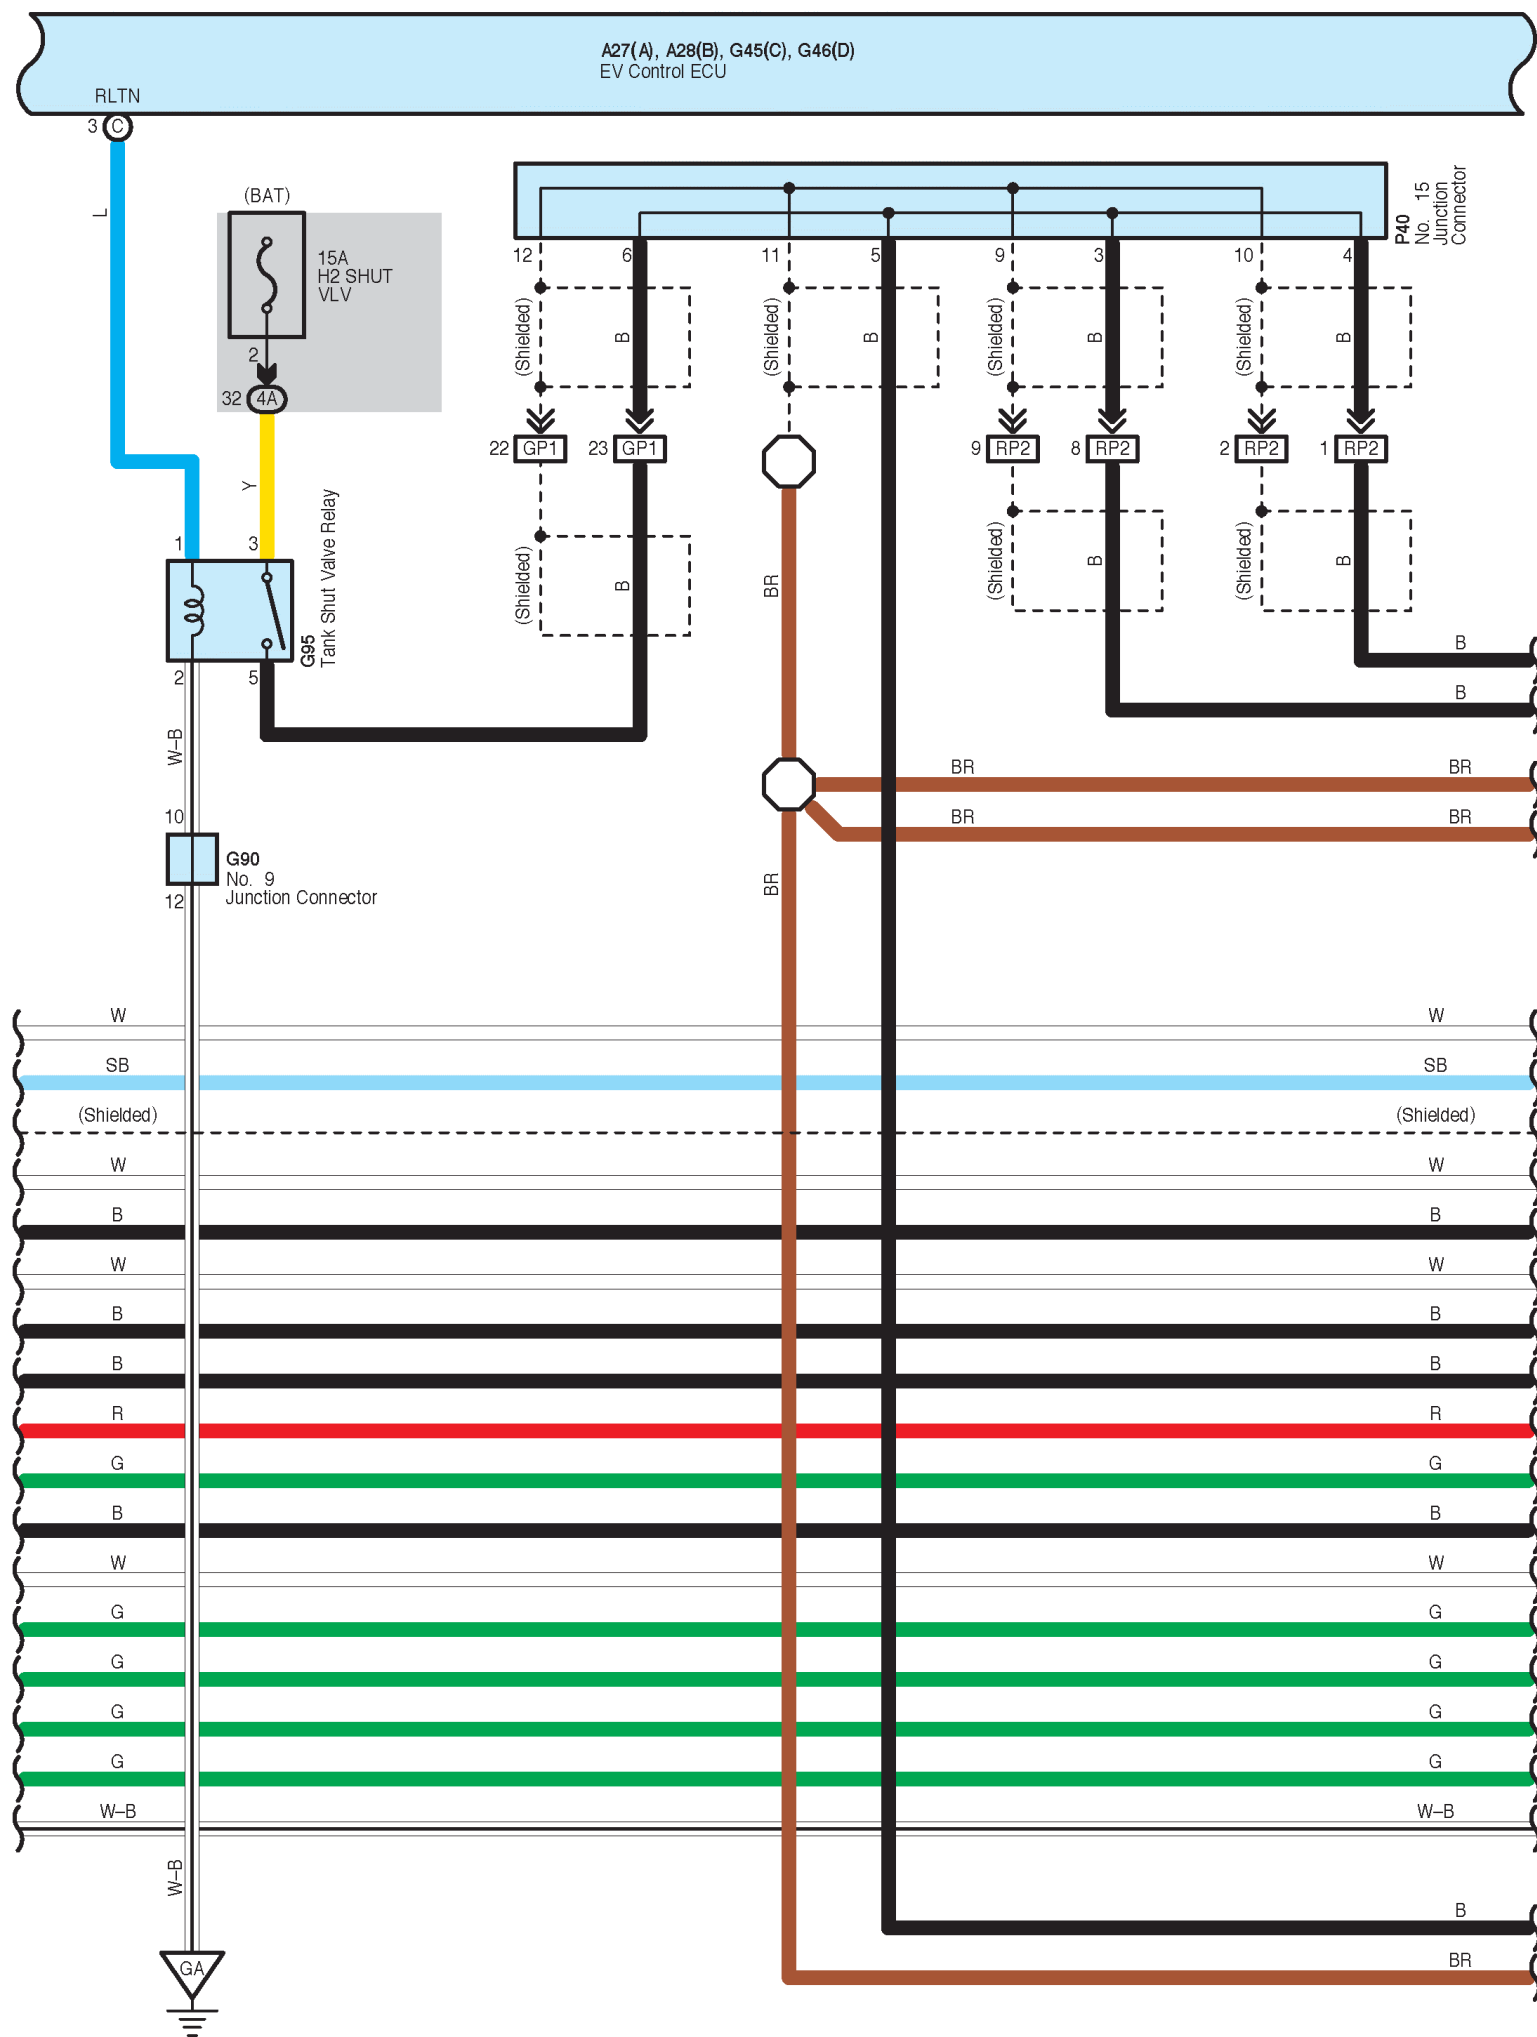 A27(A), A28(B), G45(C), G46(D)
EV Control ECU
RLTN
3 C
L
(BAT)
15A
H2 SHUT
VLV
2
32 4A
Y
1 3
G95
Tank Shut Valve Relay
2 5
W–B
10
G90
No. 9
Junction Connector
12
P40
No. 15
Junction
Connector
12 6 11 5 9 3 10 4
(Shielded) B (Shielded) B (Shielded) B (Shielded) B
22 GP1 23 GP1 9 RP2 8 RP2 2 RP2 1 RP2
(Shielded) B BR (Shielded) B (Shielded) B
B
B
BR BR
BR BR
BR
W W
SB SB
(Shielded) (Shielded)
W W
B B
W W
B B
B B
R R
G G
B B
W W
G G
G G
G G
G G
W–B W–B
W–B
B
GA
BR